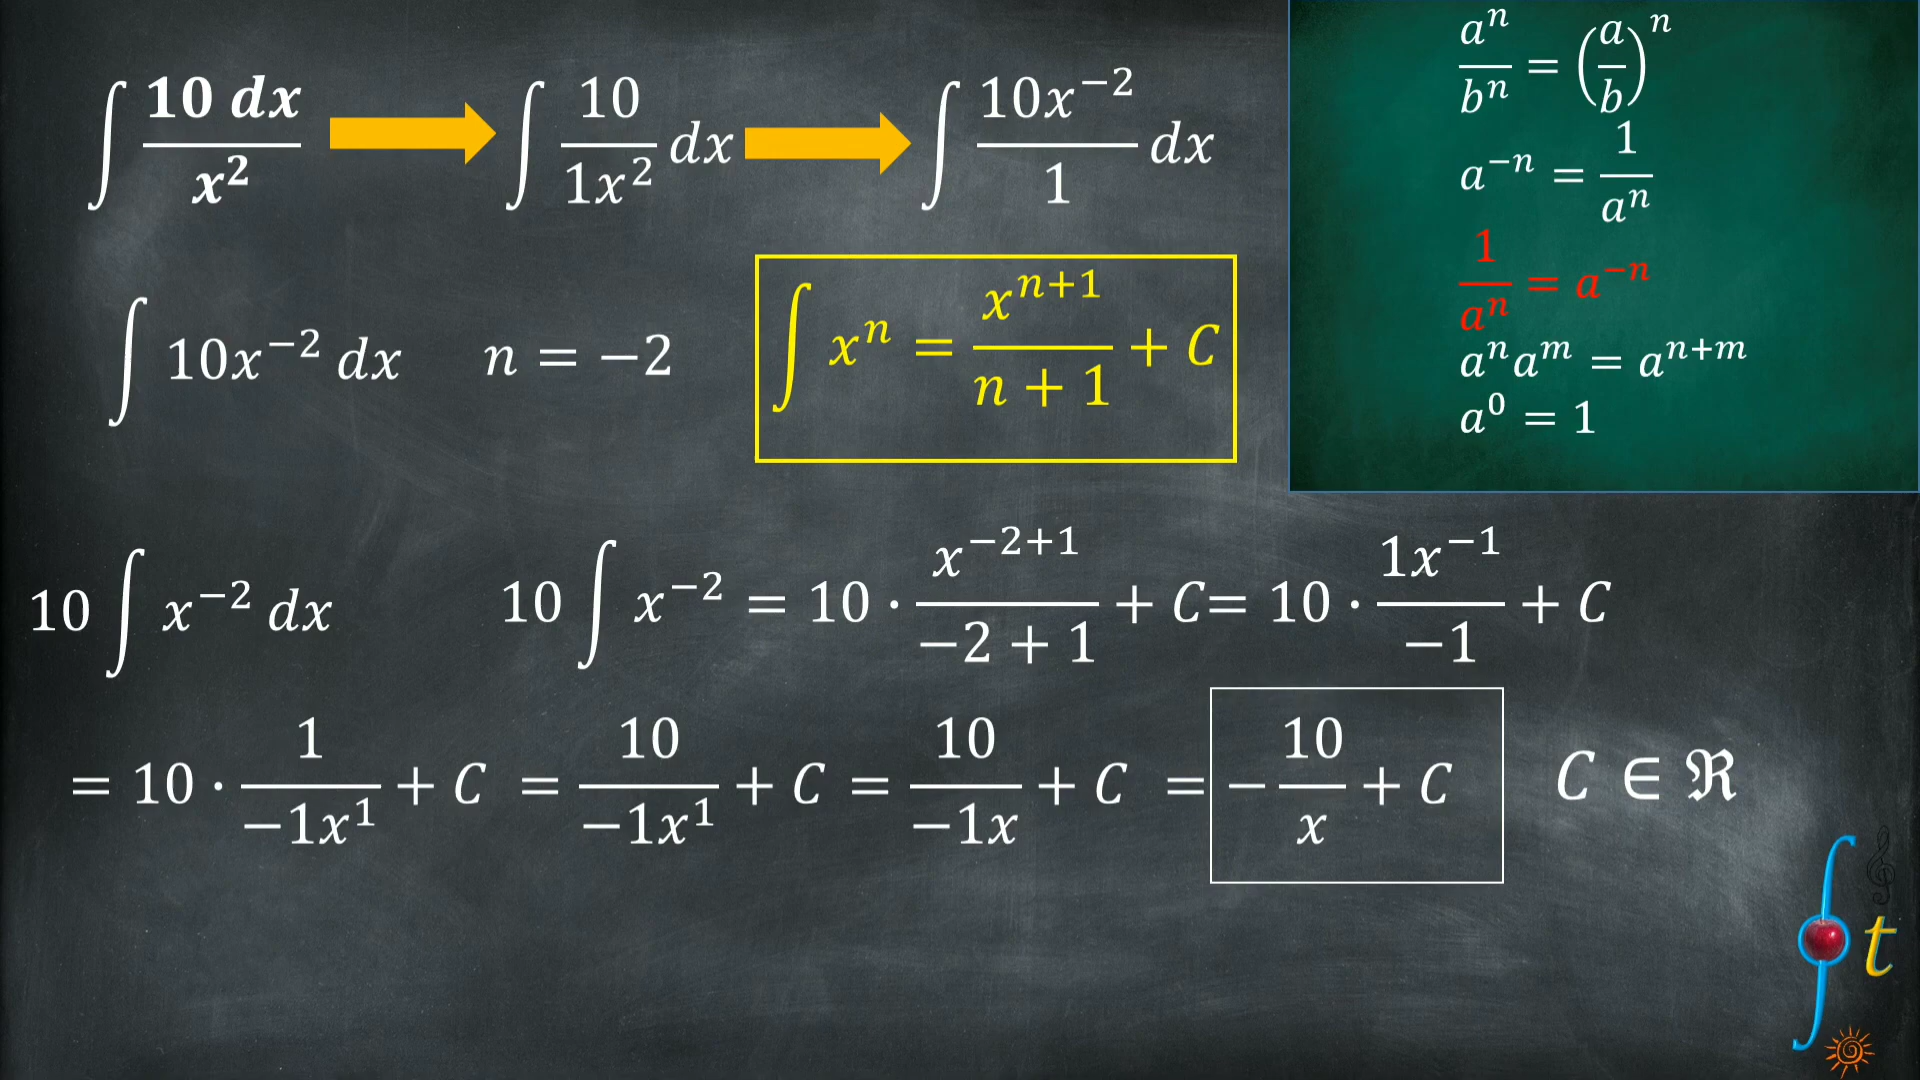 ∫ 10 dx / x² ∫ 10 / 1x² dx ∫ 10x⁻² / 1 dx
∫ 10x⁻² dx n = −2 ∫ xⁿ = xⁿ⁺¹ / n + 1 + C
aⁿ / bⁿ = (a / b)ⁿ
a⁻ⁿ = 1 / aⁿ
1 / aⁿ = a⁻ⁿ
aⁿaᵐ = aⁿ⁺ᵐ
a⁰ = 1
10 ∫ x⁻² dx 10 ∫ x⁻² = 10 · x⁻²⁺¹ / −2 + 1 + C = 10 · 1x⁻¹ / −1 + C
= 10 · 1 / −1x¹ + C = 10 / −1x¹ + C = 10 / −1x + C = − 10 / x + C C ∈ ℜ
∮ t